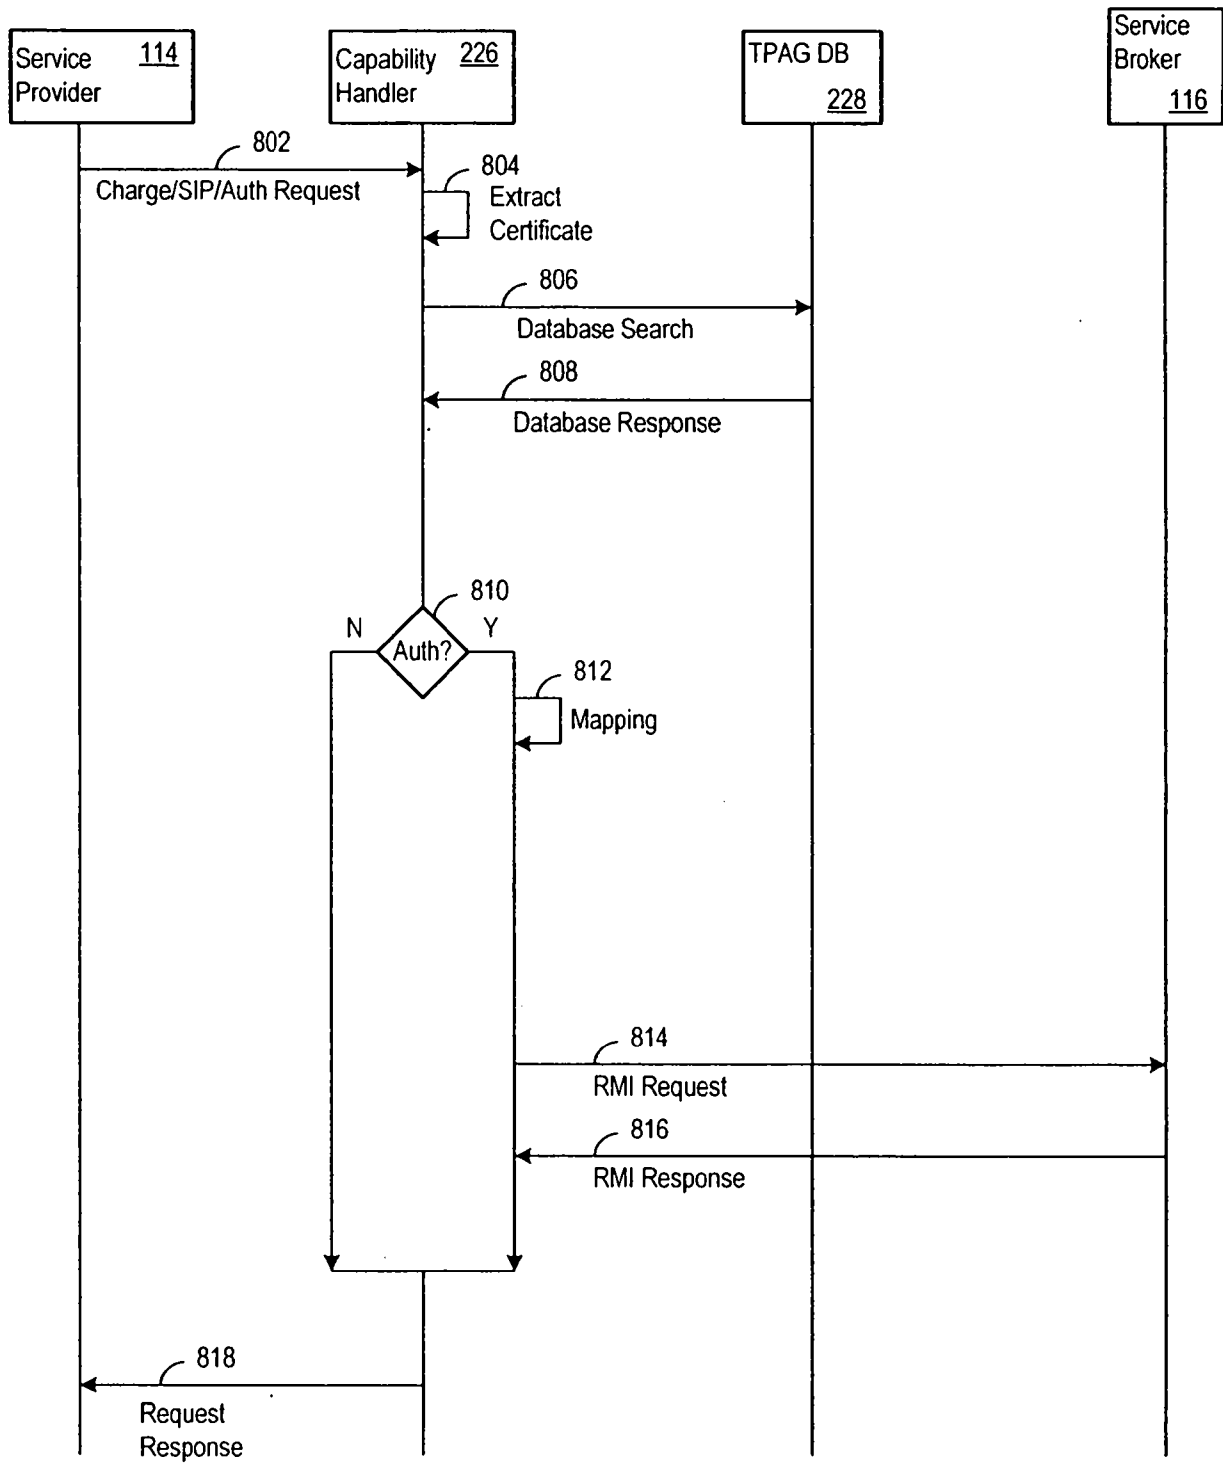 Service 114
Provider
Capability 226
Handler
TPAG DB
228
Service
Broker
116
802
Charge/SIP/Auth Request
804
Extract
Certificate
806
Database Search
808
Database Response
810
N
Y
Auth?
812
Mapping
814
RMI Request
816
RMI Response
818
Request
Response